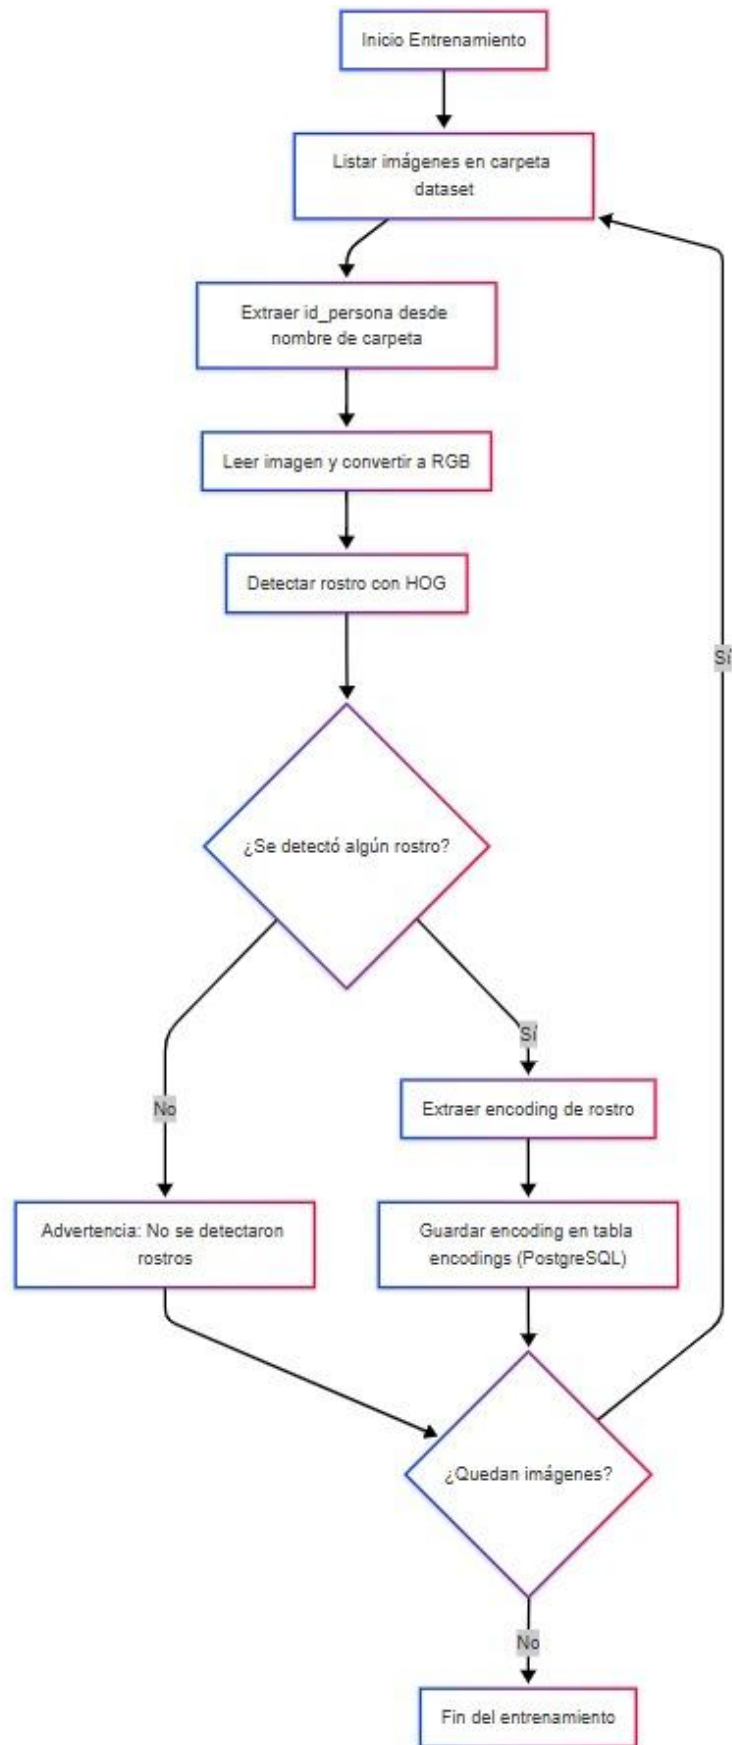 Inicio Entrenamiento
Listar imágenes en carpeta
dataset
Extraer id_persona desde
nombre de carpeta
Leer imagen y convertir a RGB
Detectar rostro con HOG
Sí
¿Se detectó algún rostro?
Sí
No
Extraer encoding de rostro
Advertencia: No se detectaron
rostros
Guardar encoding en tabla
encodings (PostgreSQL)
¿Quedan imágenes?
No
Fin del entrenamiento